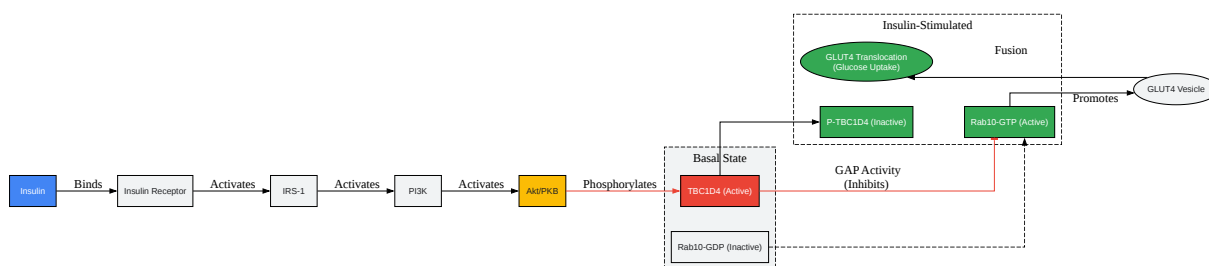 Insulin-Stimulated
GLUT4 Translocation
(Glucose Uptake)
Fusion
GLUT4 Vesicle
Promotes
P-TBC1D4 (Inactive)
Rab10-GTP (Active)
Basal State
Insulin
Binds
Insulin Receptor
Activates
IRS-1
Activates
PI3K
Activates
Akt/PKB
Phosphorylates
TBC1D4 (Active)
GAP Activity
(Inhibits)
Rab10-GDP (Inactive)